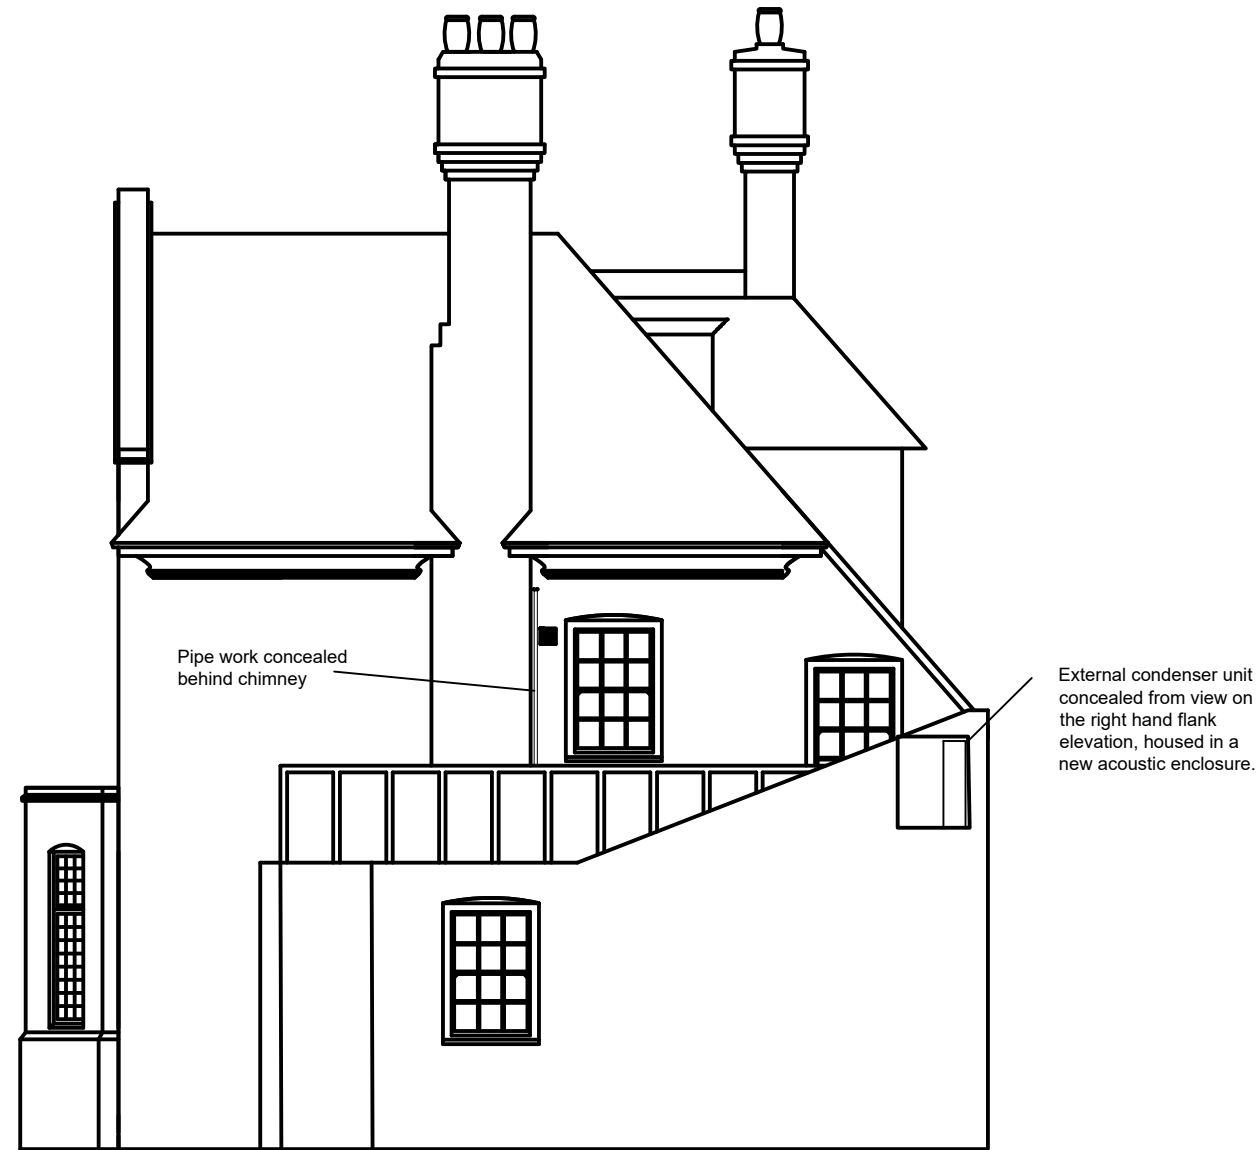 Pipe work concealed
behind chimney
External condenser unit
concealed from view on
the right hand flank
elevation, housed in a
new acoustic enclosure.